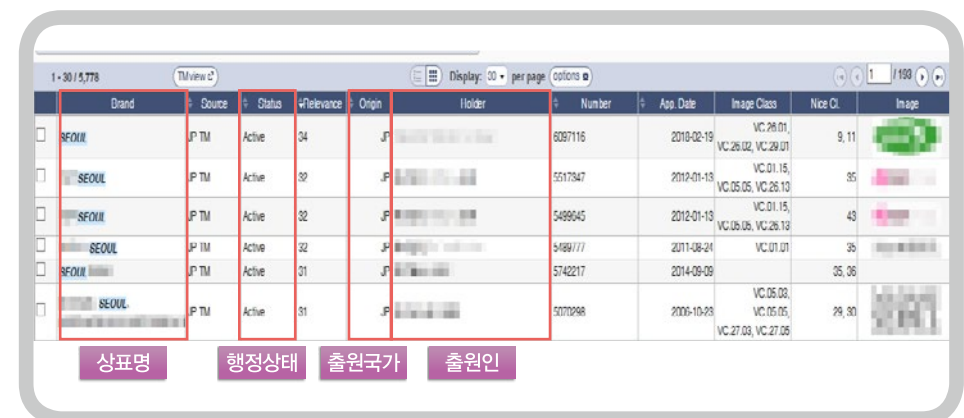 1 - 30 / 5,778 TMview Display: 30 per page options 1 / 193
Brand Source Status Relevance Origin Holder Number App. Date Image Class Nice Cl. Image
SEOUL JP TM Active 34 JP 6097116 2018-02-19 VC.26.01, VC.26.02, VC.29.01 9, 11
SEOUL JP TM Active 32 JP 5517347 2012-01-13 VC.01.15, VC.05.05, VC.26.13 35
SEOUL JP TM Active 32 JP 5499645 2012-01-13 VC.01.15, VC.05.05, VC.26.13 43
SEOUL JP TM Active 32 JP 5489777 2011-08-24 VC.01.01 35
SEOUL JP TM Active 31 JP 5742217 2014-09-09 35, 36
SEOUL JP TM Active 31 JP 5070298 2006-10-23 VC.05.03, VC.05.05, VC.27.03, VC.27.05 29, 30
상표명 행정상태 출원국가 출원인